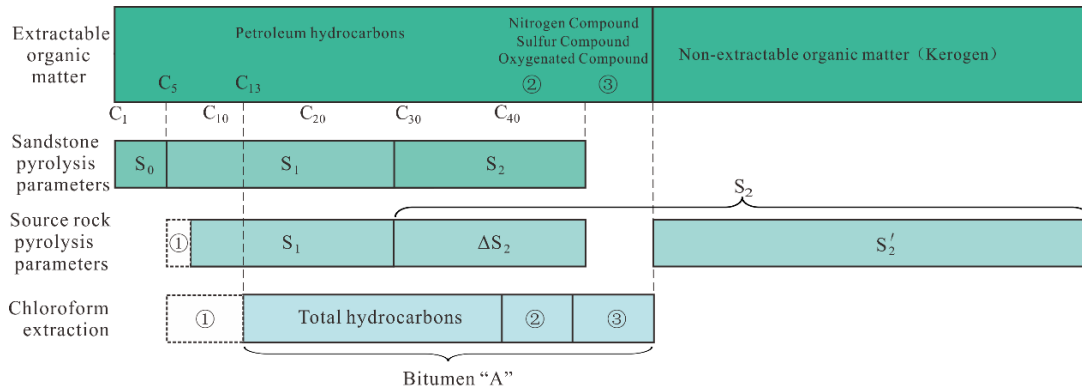 Extractable
organic
matter
Petroleum hydrocarbons
Nitrogen Compound
Sulfur Compound
Oxygenated Compound
② ③
Non-extractable organic matter（Kerogen）
C₅ C₁₃
C₁ C₁₀ C₂₀ C₃₀ C₄₀
Sandstone
pyrolysis
parameters
S₀ S₁ S₂
S₂
Source rock
pyrolysis
parameters
① S₁ ΔS₂ S₂′
Chloroform
extraction
① Total hydrocarbons ② ③
Bitumen “A”